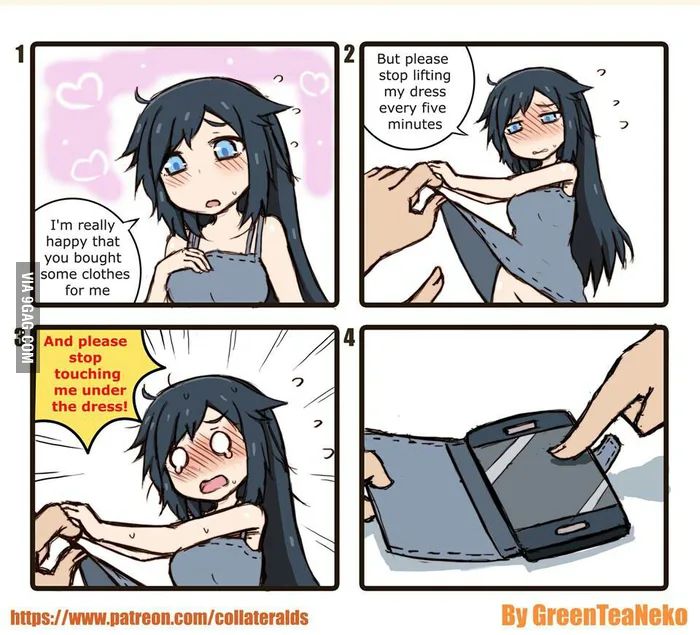 1
I'm really
happy that
you bought
some clothes
for me
2
But please
stop lifting
my dress
every five
minutes
3
And please
stop
touching
me under
the dress!
4
VIA 9GAG.COM
https://www.patreon.com/collateralds
By GreenTeaNeko